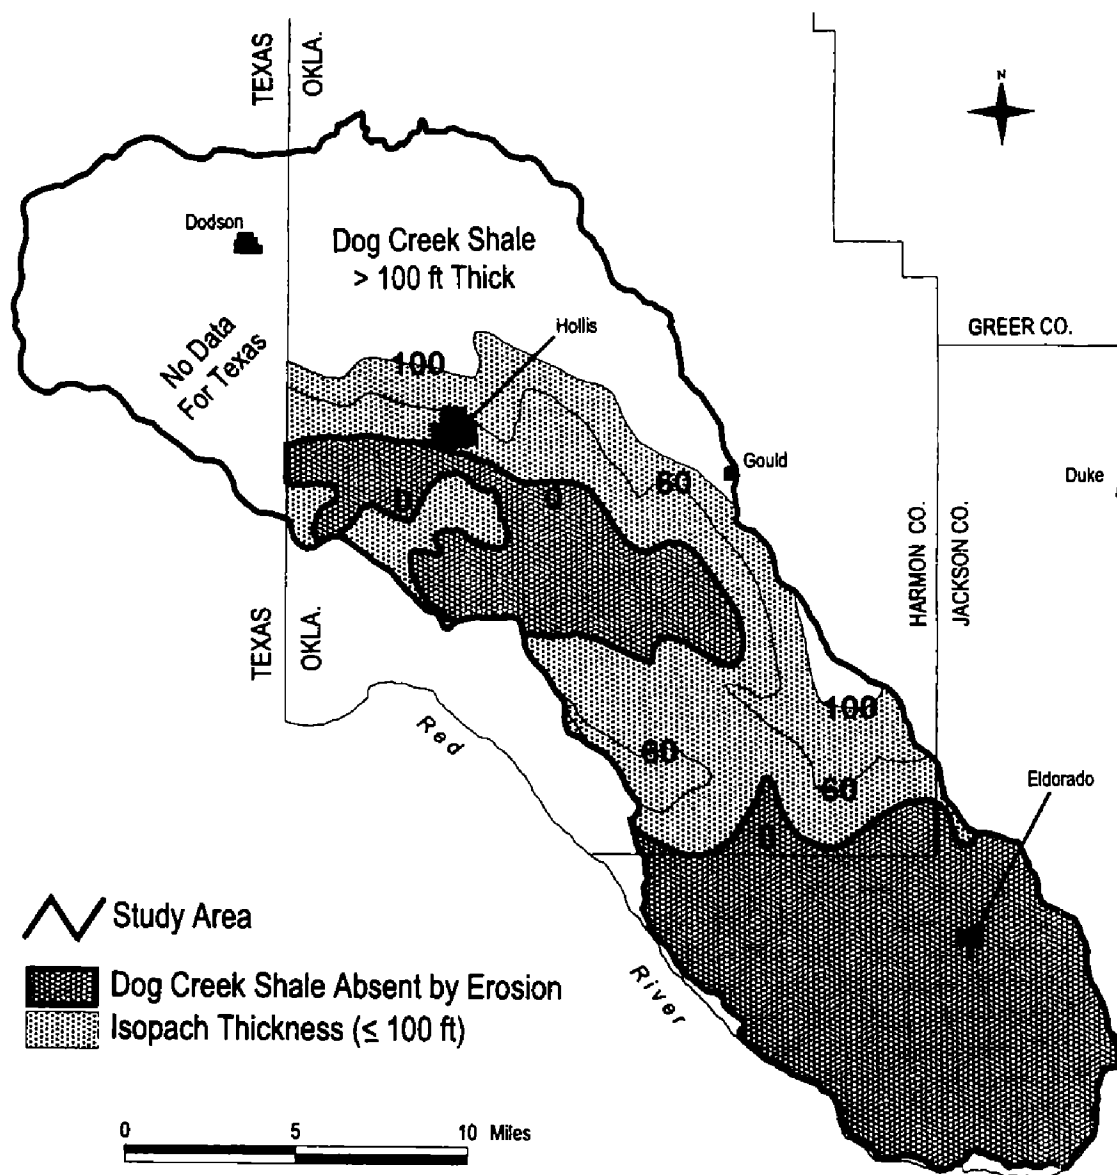 TEXAS
OKLA.
N
Dodson
Dog Creek Shale
> 100 ft Thick
Hollis
GREER CO.
No Data
For Texas
100
Gould
60
Duke
0
0
HARMON CO.
JACKSON CO.
TEXAS
OKLA.
Red
100
60
60
Eldorado
0
Study Area
Dog Creek Shale Absent by Erosion
Isopach Thickness (≤ 100 ft)
River
0 5 10 Miles